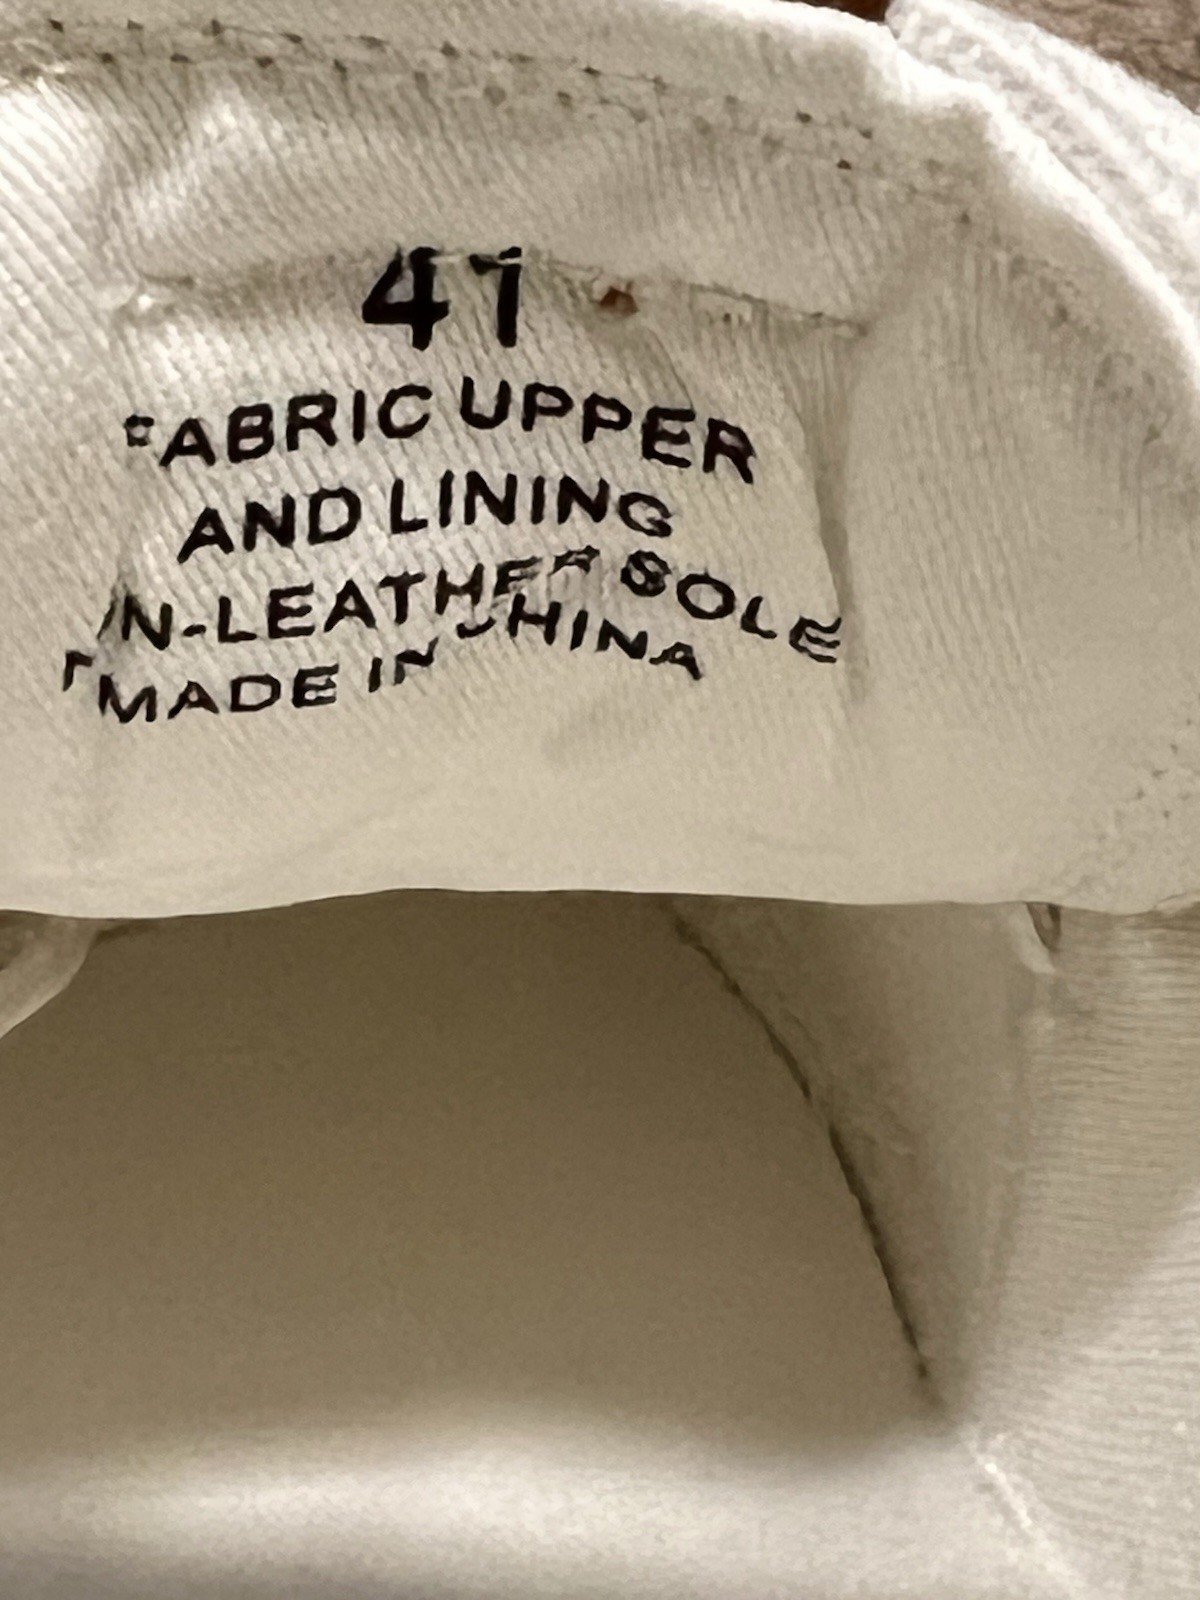 41
FABRIC UPPER
AND LINING
N-LEATHER SOLE
MADE IN CHINA